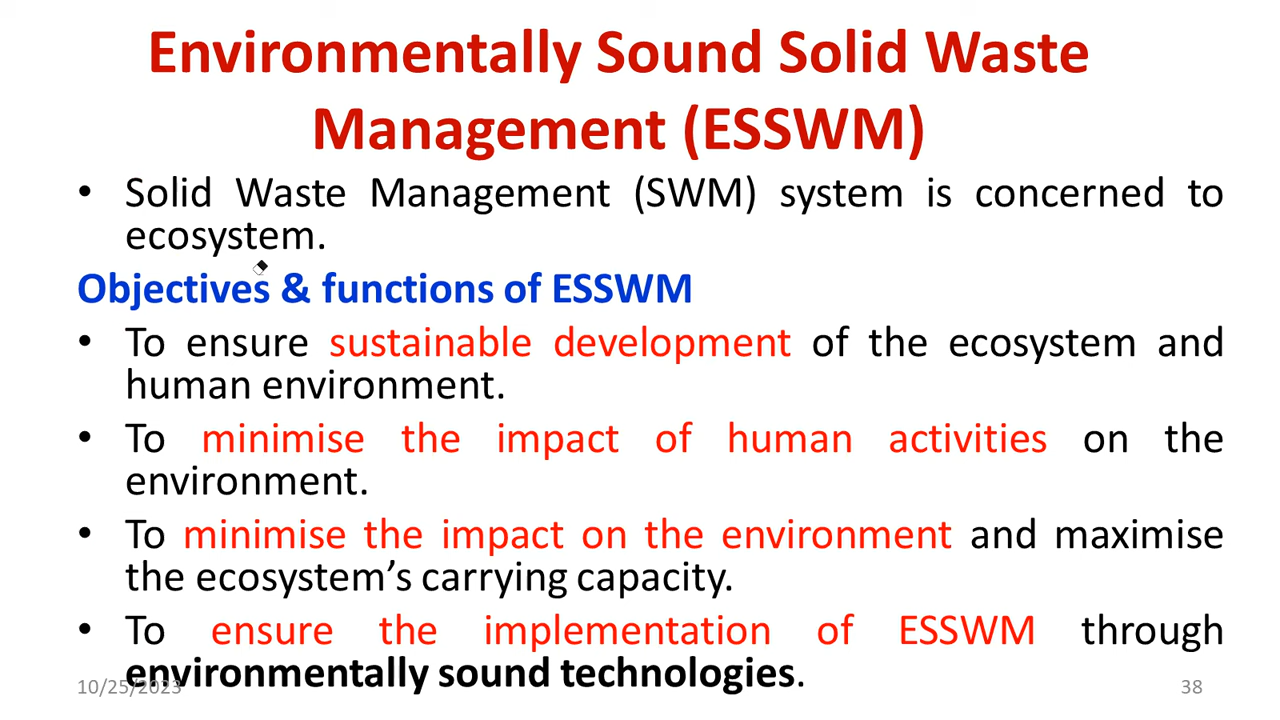 Environmentally Sound Solid Waste
Management (ESSWM)
• Solid Waste Management (SWM) system is concerned to
ecosystem.
Objectives & functions of ESSWM
• To ensure sustainable development of the ecosystem and
human environment.
• To minimise the impact of human activities on the
environment.
• To minimise the impact on the environment and maximise
the ecosystem’s carrying capacity.
• To ensure the implementation of ESSWM through
environmentally sound technologies.
10/25/2023
38